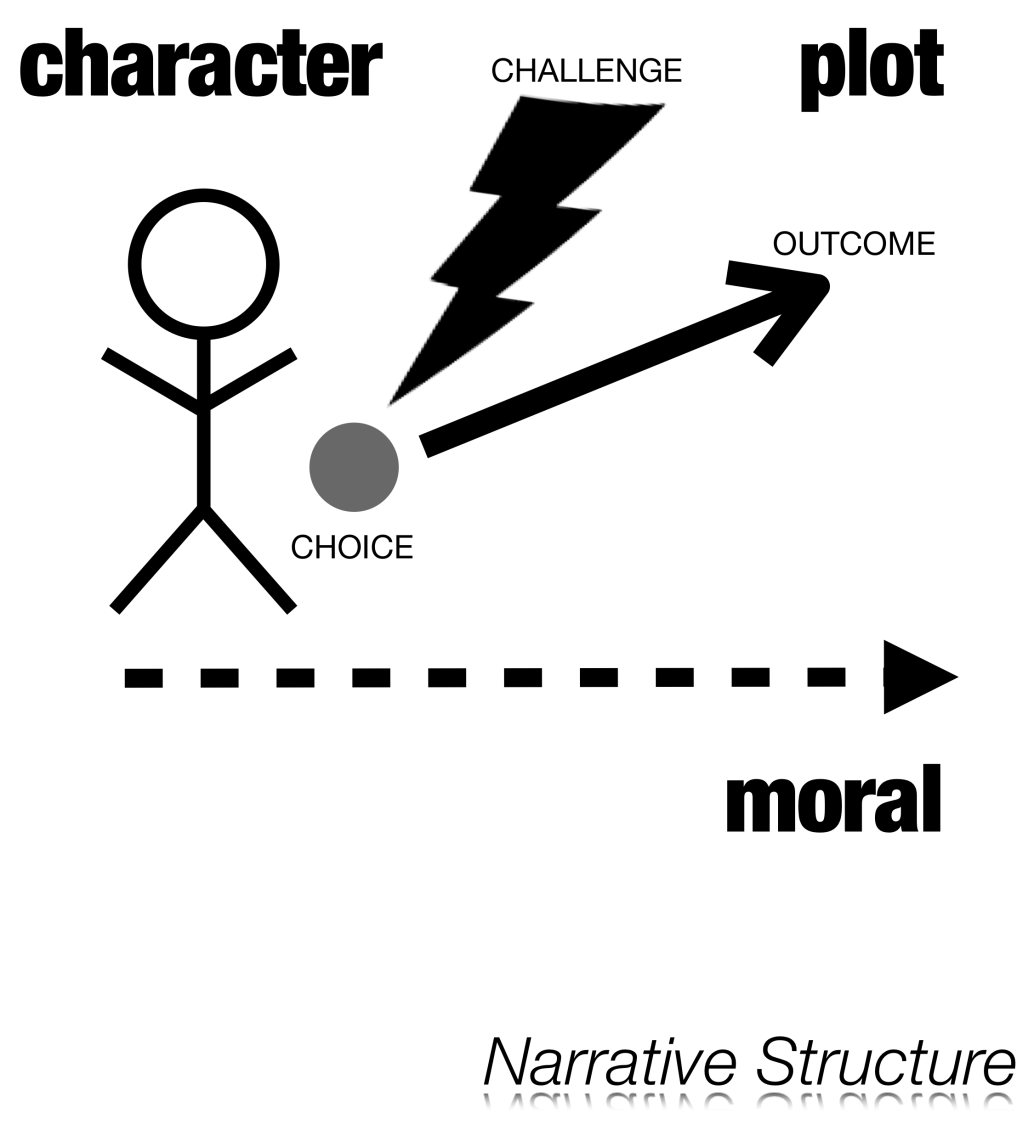 character
CHALLENGE
plot
OUTCOME
CHOICE
moral
Narrative Structure